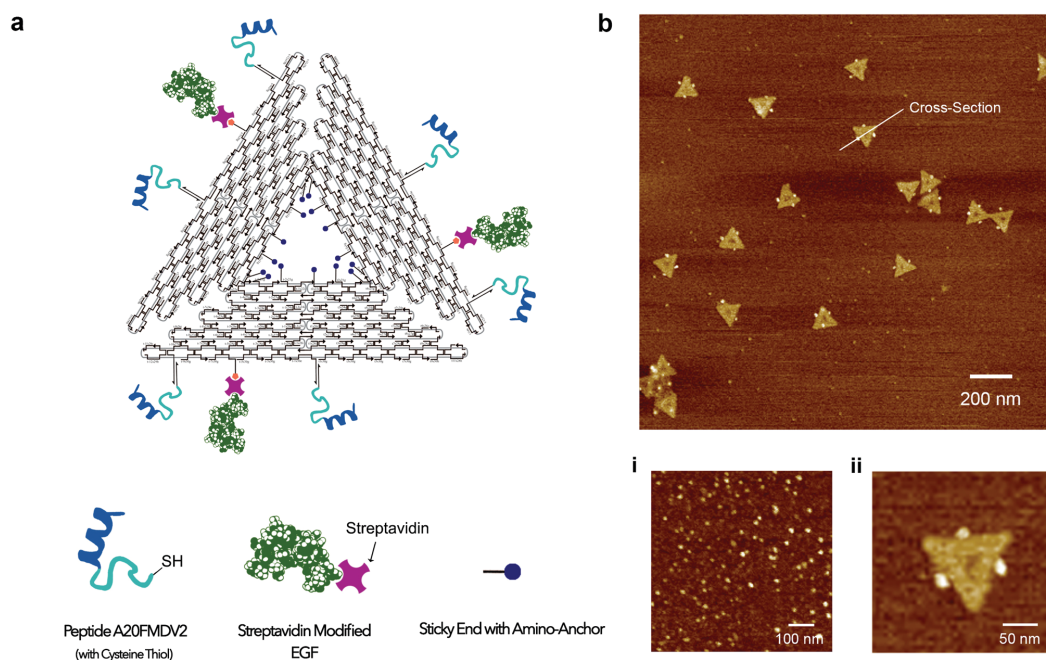 a
b
Cross-Section
200 nm
SH
Streptavidin
Peptide A20FMDV2
(with Cysteine Thiol)
Streptavidin Modified
EGF
Sticky End with Amino-Anchor
i
100 nm
ii
50 nm